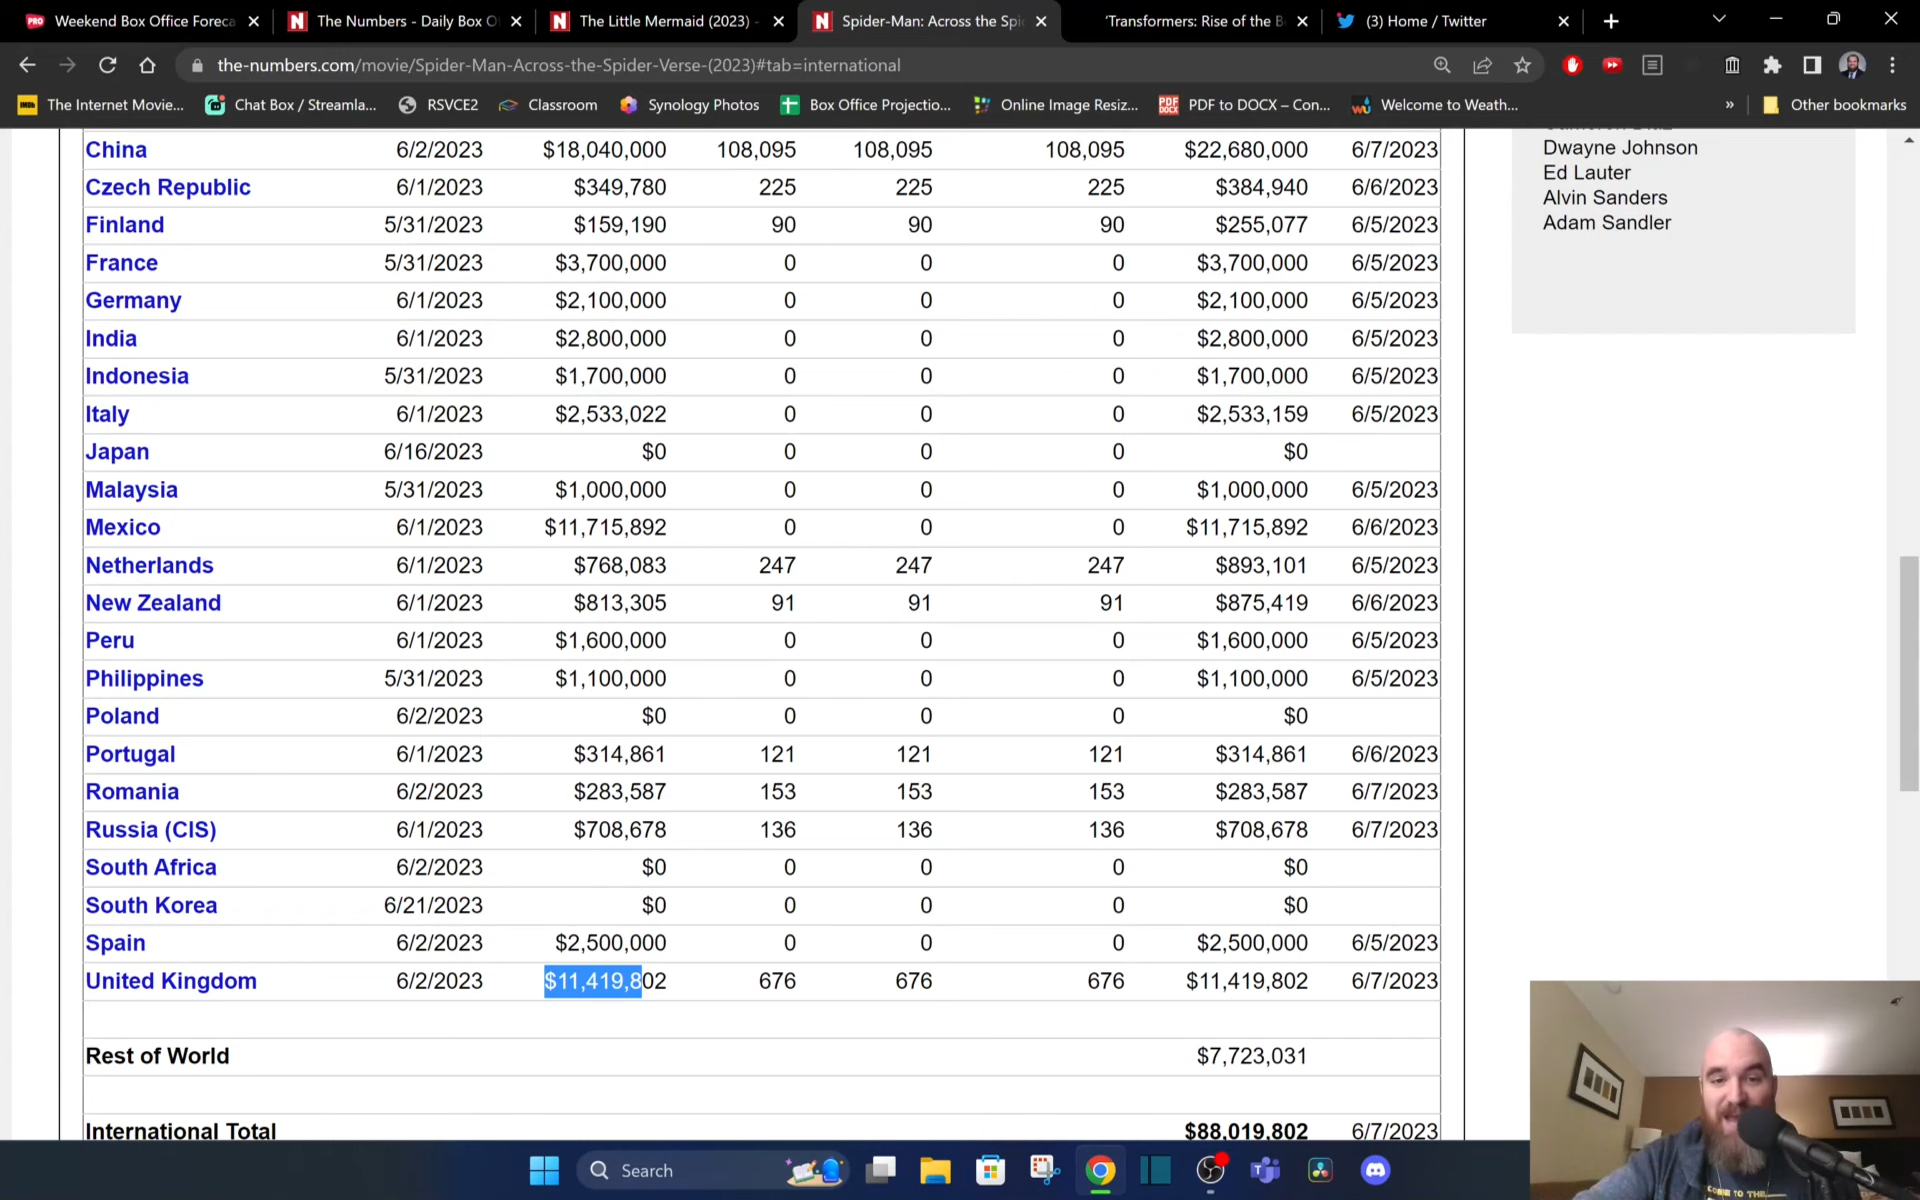 Weekend Box Office Foreca
The Numbers - Daily Box O
The Little Mermaid (2023) -
Spider-Man: Across the Spi
'Transformers: Rise of the B
(3) Home / Twitter
the-numbers.com/movie/Spider-Man-Across-the-Spider-Verse-(2023)#tab=international
The Internet Movie...
Chat Box / Streamla...
RSVCE2
Classroom
Synology Photos
Box Office Projectio...
Online Image Resiz...
PDF to DOCX – Con...
Welcome to Weath...
»
Other bookmarks
China 6/2/2023 $18,040,000 108,095 108,095 108,095 $22,680,000 6/7/2023
Czech Republic 6/1/2023 $349,780 225 225 225 $384,940 6/6/2023
Finland 5/31/2023 $159,190 90 90 90 $255,077 6/5/2023
France 5/31/2023 $3,700,000 0 0 0 $3,700,000 6/5/2023
Germany 6/1/2023 $2,100,000 0 0 0 $2,100,000 6/5/2023
India 6/1/2023 $2,800,000 0 0 0 $2,800,000 6/5/2023
Indonesia 5/31/2023 $1,700,000 0 0 0 $1,700,000 6/5/2023
Italy 6/1/2023 $2,533,022 0 0 0 $2,533,159 6/5/2023
Japan 6/16/2023 $0 0 0 0 $0
Malaysia 5/31/2023 $1,000,000 0 0 0 $1,000,000 6/5/2023
Mexico 6/1/2023 $11,715,892 0 0 0 $11,715,892 6/6/2023
Netherlands 6/1/2023 $768,083 247 247 247 $893,101 6/5/2023
New Zealand 6/1/2023 $813,305 91 91 91 $875,419 6/6/2023
Peru 6/1/2023 $1,600,000 0 0 0 $1,600,000 6/5/2023
Philippines 5/31/2023 $1,100,000 0 0 0 $1,100,000 6/5/2023
Poland 6/2/2023 $0 0 0 0 $0
Portugal 6/1/2023 $314,861 121 121 121 $314,861 6/6/2023
Romania 6/2/2023 $283,587 153 153 153 $283,587 6/7/2023
Russia (CIS) 6/1/2023 $708,678 136 136 136 $708,678 6/7/2023
South Africa 6/2/2023 $0 0 0 0 $0
South Korea 6/21/2023 $0 0 0 0 $0
Spain 6/2/2023 $2,500,000 0 0 0 $2,500,000 6/5/2023
United Kingdom 6/2/2023 $11,419,802 676 676 676 $11,419,802 6/7/2023
Rest of World $7,723,031
International Total $88,019,802 6/7/2023
Dwayne Johnson
Ed Lauter
Alvin Sanders
Adam Sandler
Search